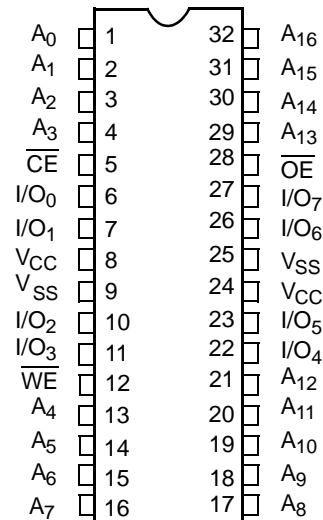 A0 1 32 A16
A1 2 31 A15
A2 3 30 A14
A3 4 29 A13
CE 5 28 OE
I/O0 6 27 I/O7
I/O1 7 26 I/O6
VCC 8 25 VSS
VSS 9 24 VCC
I/O2 10 23 I/O5
I/O3 11 22 I/O4
WE 12 21 A12
A4 13 20 A11
A5 14 19 A10
A6 15 18 A9
A7 16 17 A8